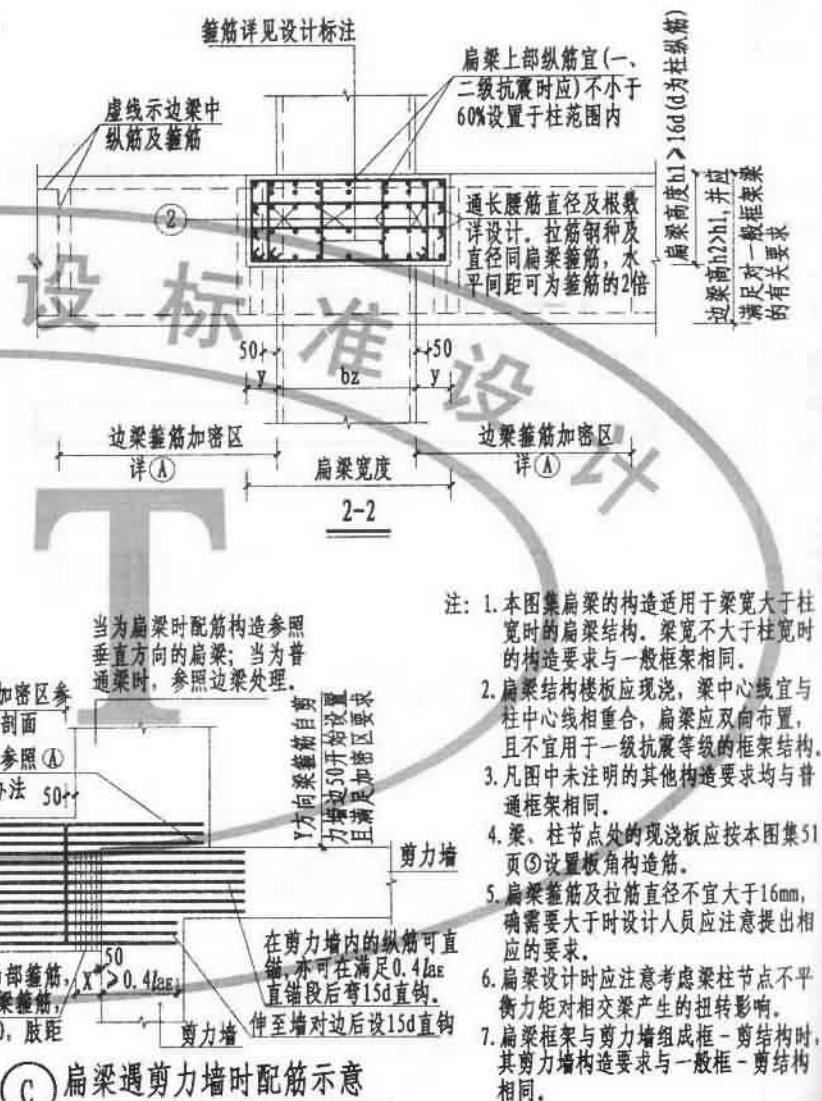 箍筋详见设计标注
扁梁上部纵筋宜(一、
二级抗震时应)不小于
60%设置于柱范围内
虚线示边梁中
纵筋及箍筋
扁梁高度h1>16d(d为柱纵筋)
边梁高h2>h1,并应
满足对一般框架梁
的有关要求
2
通长腰筋直径及根数
详设计. 拉筋钢种及
直径同扁梁箍筋, 水
平间距可为箍筋的2倍
设标准设计
50
50
y
bz
y
边梁箍筋加密区
详Ⓐ
扁梁宽度
边梁箍筋加密区
详Ⓐ
2-2
T
当为扁梁时配筋构造参照
垂直方向的扁梁; 当为普
通梁时, 参照边梁处理.
加密区参
剖面
参照Ⓐ
办法
50
Y方向梁箍筋自剪
力墙边50开始设置
且满足加密区要求
剪力墙
50
x
>0.4laE
部箍筋,
梁箍筋,
肢距
剪力墙
在剪力墙内的纵筋可直
锚, 亦可在满足0.4laE
直锚段后弯15d直钩.
伸至墙对边后设15d直钩
C 扁梁遇剪力墙时配筋示意
注: 1. 本图集扁梁的构造适用于梁宽大于柱
宽时的扁梁结构. 梁宽不大于柱宽时
的构造要求与一般框架相同.
2. 扁梁结构楼板应现浇, 梁中心线宜与
柱中心线相重合, 扁梁应双向布置,
且不宜用于一级抗震等级的框架结构.
3. 凡图中未注明的其他构造要求均与普
通框架相同.
4. 梁、柱节点处的现浇板应按本图集51
页⑤设置板角构造筋.
5. 扁梁箍筋及拉筋直径不宜大于16mm,
确需要大于时设计人员应注意提出相
应的要求.
6. 扁梁设计时应注意考虑梁柱节点不平
衡力矩对相交梁产生的扭转影响.
7. 扁梁框架与剪力墙组成框-剪结构时,
其剪力墙构造要求与一般框-剪结构
相同.